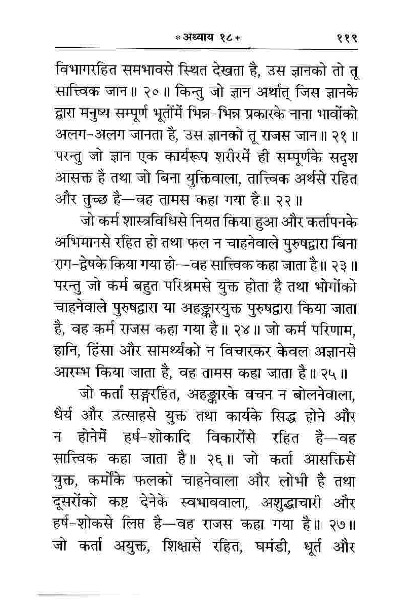 * अध्याय १८ * ११९
विभागरहित समभावसे स्थित देखता है, उस ज्ञानको तो तू
सात्त्विक जान॥ २०॥ किन्तु जो ज्ञान अर्थात् जिस ज्ञानके
द्वारा मनुष्य सम्पूर्ण भूतोंमें भिन्न-भिन्न प्रकारके नाना भावोंको
अलग-अलग जानता है, उस ज्ञानको तू राजस जान॥ २१॥
परन्तु जो ज्ञान एक कार्यरूप शरीरमें ही सम्पूर्णके सदृश
आसक्त है तथा जो बिना युक्तिवाला, तात्त्विक अर्थसे रहित
और तुच्छ है—वह तामस कहा गया है॥ २२॥
जो कर्म शास्त्रविधिसे नियत किया हुआ और कर्तापनके
अभिमानसे रहित हो तथा फल न चाहनेवाले पुरुषद्वारा बिना
राग-द्वेषके किया गया हो—वह सात्त्विक कहा जाता है॥ २३॥
परन्तु जो कर्म बहुत परिश्रमसे युक्त होता है तथा भोगोंको
चाहनेवाले पुरुषद्वारा या अहङ्कारयुक्त पुरुषद्वारा किया जाता
है, वह कर्म राजस कहा गया है॥ २४॥ जो कर्म परिणाम,
हानि, हिंसा और सामर्थ्यको न विचारकर केवल अज्ञानसे
आरम्भ किया जाता है, वह तामस कहा जाता है॥ २५॥
जो कर्ता सङ्गरहित, अहङ्कारके वचन न बोलनेवाला,
धैर्य और उत्साहसे युक्त तथा कार्यके सिद्ध होने और
न होनेमें हर्ष-शोकादि विकारोंसे रहित है—वह
सात्त्विक कहा जाता है॥ २६॥ जो कर्ता आसक्तिसे
युक्त, कर्मोंके फलको चाहनेवाला और लोभी है तथा
दूसरोंको कष्ट देनेके स्वभाववाला, अशुद्धाचारी और
हर्ष-शोकसे लिप्त है—वह राजस कहा गया है॥ २७॥
जो कर्ता अयुक्त, शिक्षासे रहित, घमंडी, धूर्त और